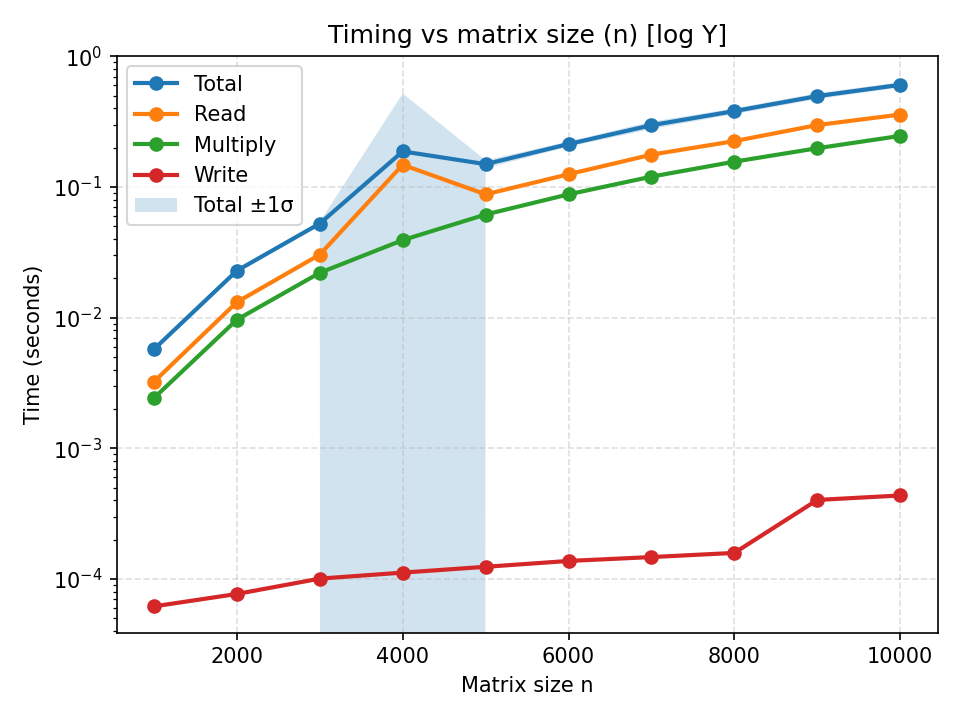 Timing vs matrix size (n) [log Y]
Total
Read
Multiply
Write
Total ±1σ
Time (seconds)
10⁰
10⁻¹
10⁻²
10⁻³
10⁻⁴
2000 4000 6000 8000 10000
Matrix size n